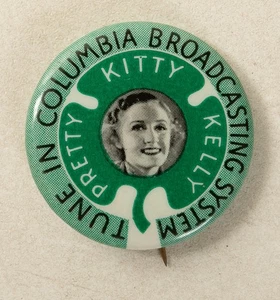 TUNE IN COLUMBIA BROADCASTING SYSTEM
PRETTY KITTY KELLY